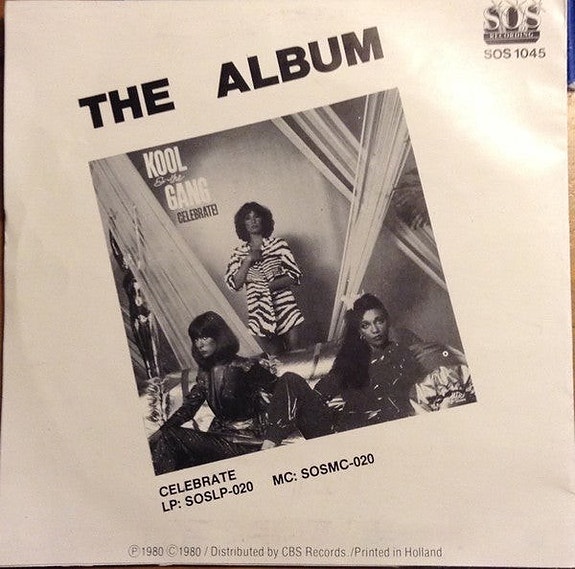 SOS
RECORDING
SOS 1045
THE ALBUM
KOOL
& the
GANG
CELEBRATE!
CELEBRATE
LP: SOSLP-020 MC: SOSMC-020
Ⓟ1980 ©1980 / Distributed by CBS Records./Printed in Holland